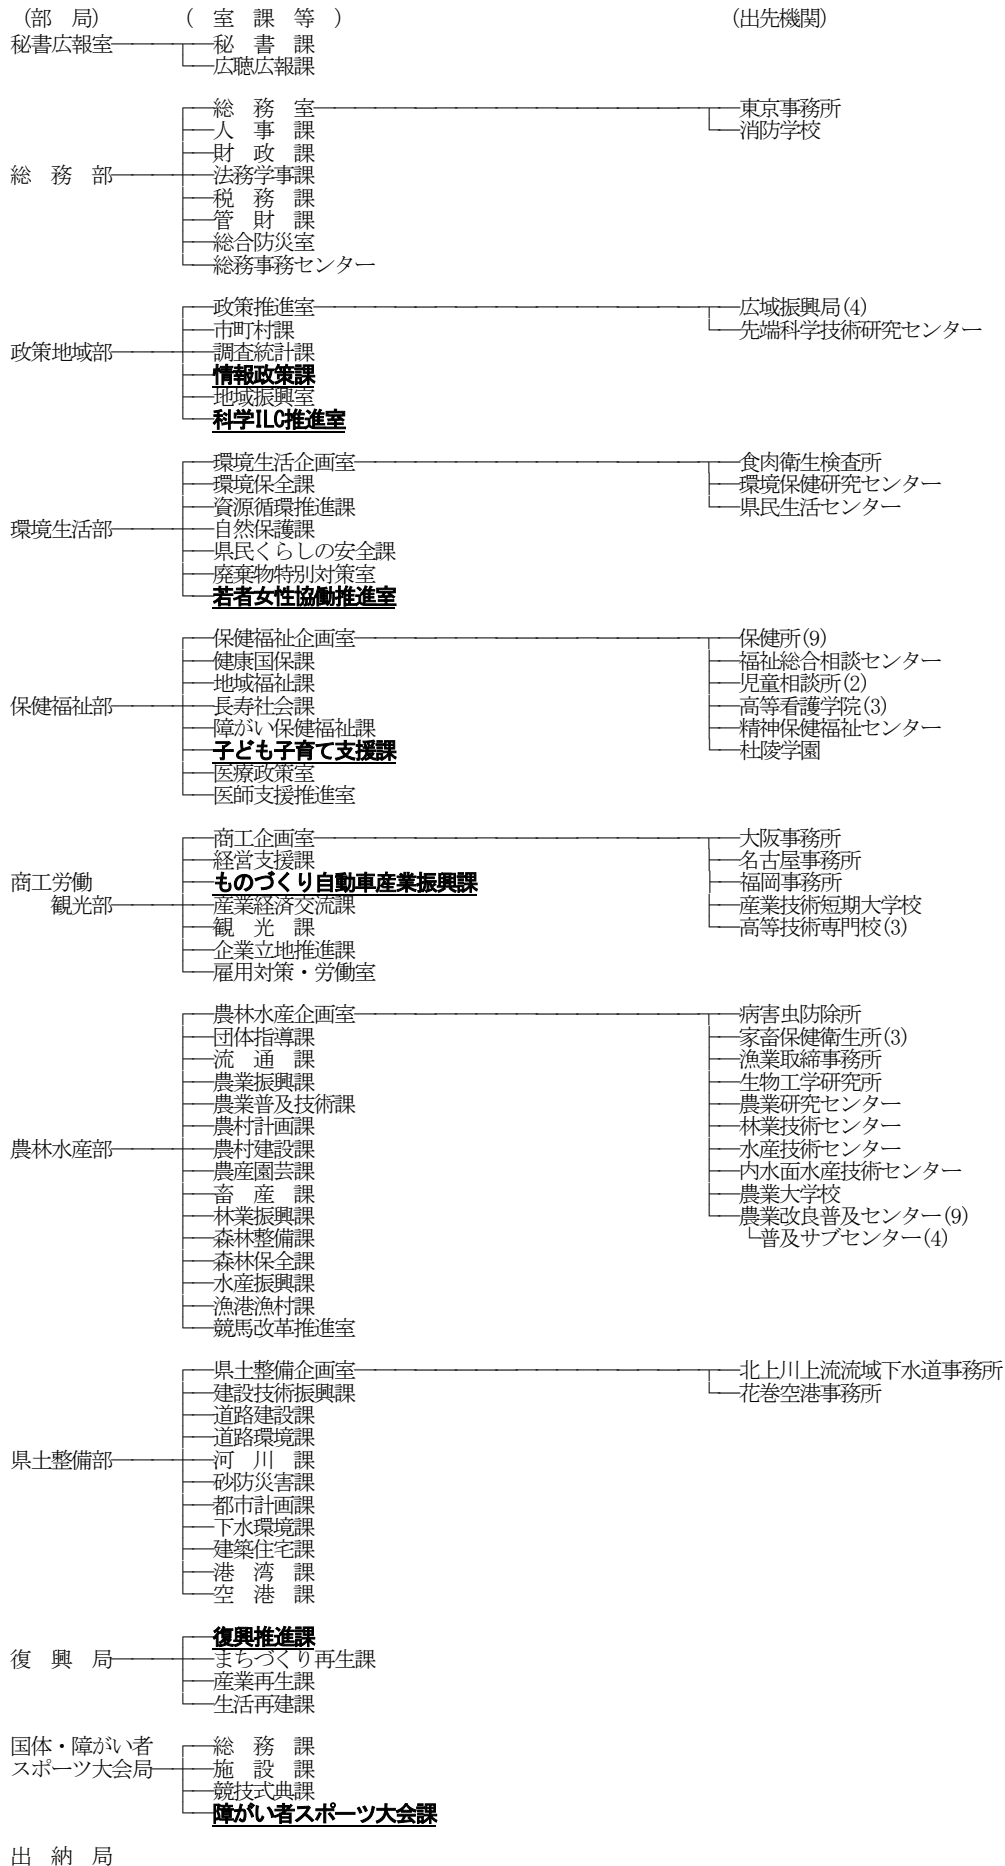 (部　局)　　　(　室　課　等　)　　　(出先機関)
秘書広報室　秘　書　課
広聴広報課
総　務　室　東京事務所
人　事　課　消防学校
財　政　課
総　務　部　法務学事課
税　務　課
管　財　課
総合防災室
総務事務センター
政策推進室　広域振興局(4)
市町村課　先端科学技術研究センター
政策地域部　調査統計課
情報政策課
地域振興室
科学ILC推進室
環境生活企画室　食肉衛生検査所
環境保全課　環境保健研究センター
資源循環推進課　県民生活センター
環境生活部　自然保護課
県民くらしの安全課
廃棄物特別対策室
若者女性協働推進室
保健福祉企画室　保健所(9)
健康国保課　福祉総合相談センター
地域福祉課　児童相談所(2)
保健福祉部　長寿社会課　高等看護学院(3)
障がい保健福祉課　精神保健福祉センター
子ども子育て支援課　杜陵学園
医療政策室
医師支援推進室
商工企画室　大阪事務所
経営支援課　名古屋事務所
商工労働　ものづくり自動車産業振興課　福岡事務所
観光部　産業経済交流課　産業技術短期大学校
観　光　課　高等技術専門校(3)
企業立地推進課
雇用対策・労働室
農林水産企画室　病害虫防除所
団体指導課　家畜保健衛生所(3)
流　通　課　漁業取締事務所
農業振興課　生物工学研究所
農業普及技術課　農業研究センター
農村計画課　林業技術センター
農林水産部　農村建設課　水産技術センター
農産園芸課　内水面水産技術センター
畜　産　課　農業大学校
林業振興課　農業改良普及センター(9)
森林整備課　普及サブセンター(4)
森林保全課
水産振興課
漁港漁村課
競馬改革推進室
県土整備企画室　北上川上流流域下水道事務所
建設技術振興課　花巻空港事務所
道路建設課
道路環境課
県土整備部　河　川　課
砂防災害課
都市計画課
下水環境課
建築住宅課
港　湾　課
空　港　課
復興推進課
復　興　局　まちづくり再生課
産業再生課
生活再建課
国体・障がい者　総　務　課
スポーツ大会局　施　設　課
競技式典課
障がい者スポーツ大会課
出　納　局